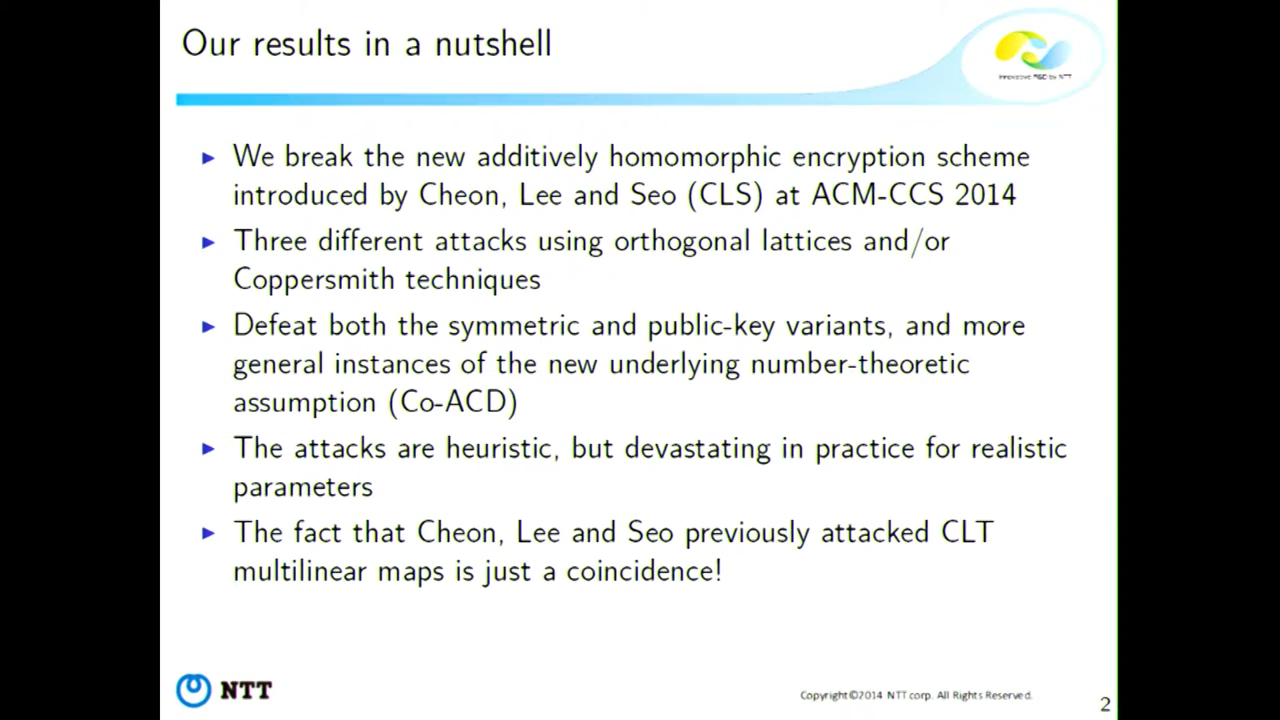 Our results in a nutshell
Innovative R&D by NTT
We break the new additively homomorphic encryption scheme
introduced by Cheon, Lee and Seo (CLS) at ACM-CCS 2014
Three different attacks using orthogonal lattices and/or
Coppersmith techniques
Defeat both the symmetric and public-key variants, and more
general instances of the new underlying number-theoretic
assumption (Co-ACD)
The attacks are heuristic, but devastating in practice for realistic
parameters
The fact that Cheon, Lee and Seo previously attacked CLT
multilinear maps is just a coincidence!
NTT
Copyright©2014 NTT corp. All Rights Reserved.
2